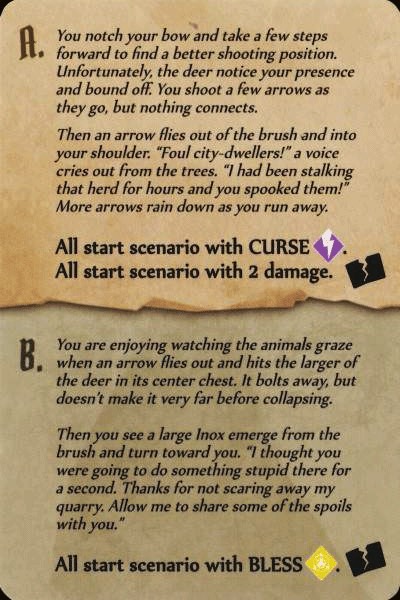 A. You notch your bow and take a few steps
forward to find a better shooting position.
Unfortunately, the deer notice your presence
and bound off. You shoot a few arrows as
they go, but nothing connects.
Then an arrow flies out of the brush and into
your shoulder. “Foul city-dwellers!” a voice
cries out from the trees. “I had been stalking
that herd for hours and you spooked them!”
More arrows rain down as you run away.
All start scenario with CURSE .
All start scenario with 2 damage.
B. You are enjoying watching the animals graze
when an arrow flies out and hits the larger of
the deer in its center chest. It bolts away, but
doesn't make it very far before collapsing.
Then you see a large Inox emerge from the
brush and turn toward you. “I thought you
were going to do something stupid there for
a second. Thanks for not scaring away my
quarry. Allow me to share some of the spoils
with you.”
All start scenario with BLESS .